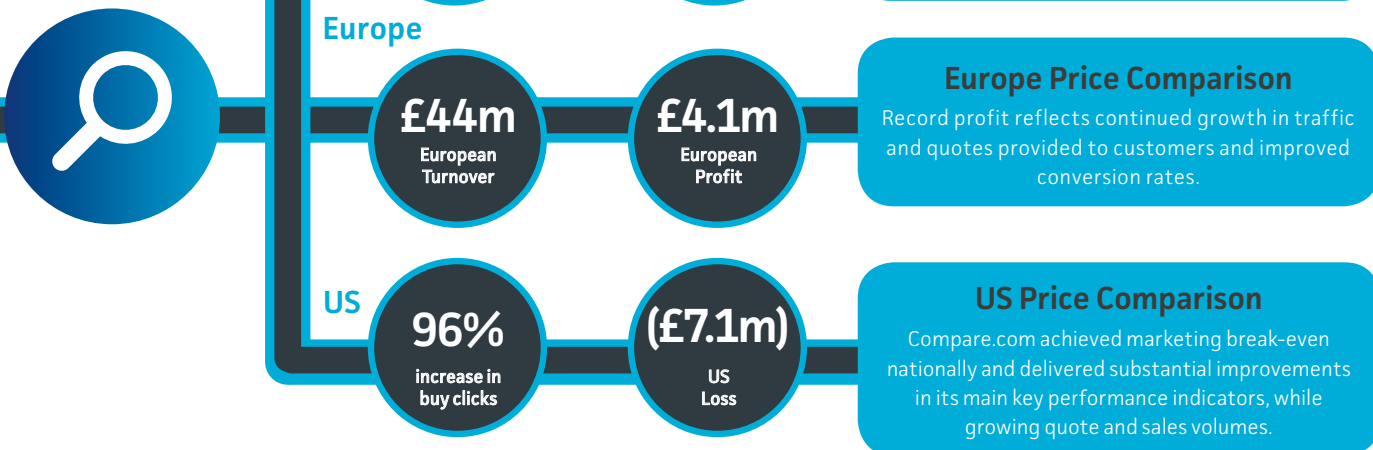 Europe
£44m
European
Turnover
£4.1m
European
Profit
Europe Price Comparison
Record profit reflects continued growth in traffic
and quotes provided to customers and improved
conversion rates.
US
96%
increase in
buy clicks
(£7.1m)
US
Loss
US Price Comparison
Compare.com achieved marketing break-even
nationally and delivered substantial improvements
in its main key performance indicators, while
growing quote and sales volumes.